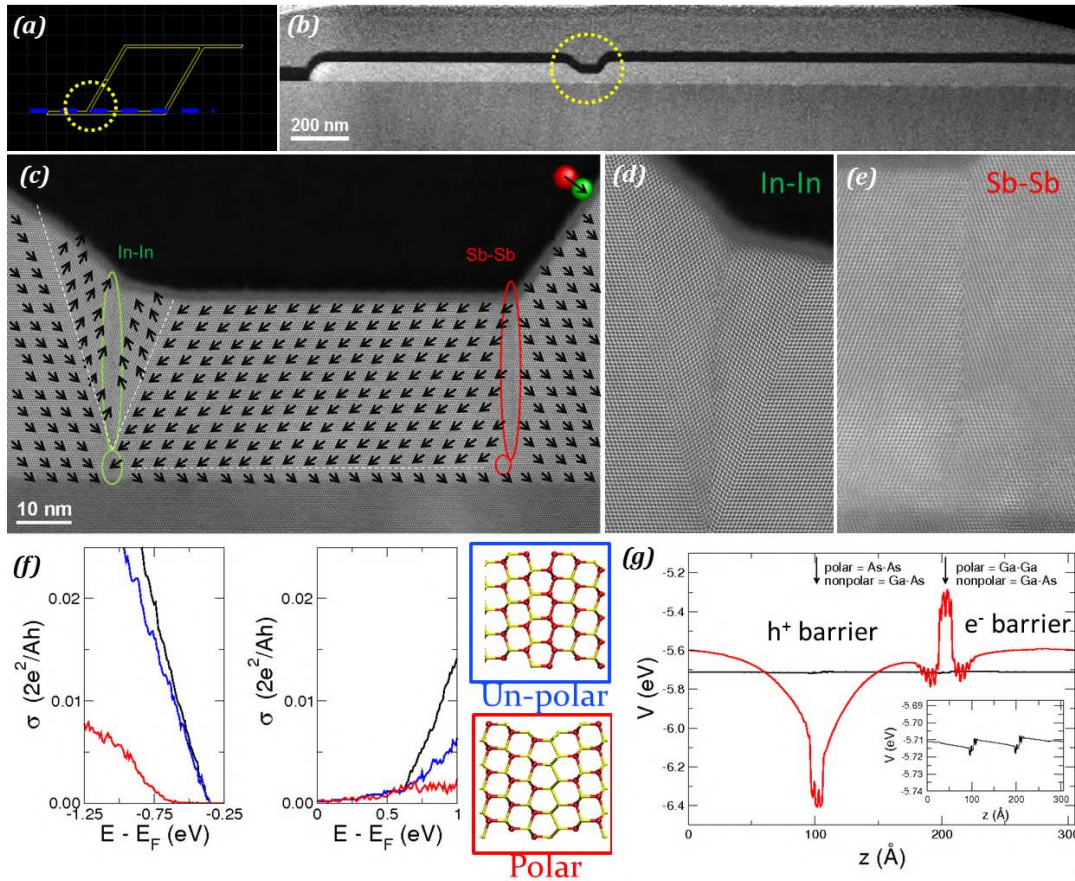 (a)
(b)
200 nm
(c)
In-In
Sb-Sb
10 nm
(d)
In-In
(e)
Sb-Sb
(f)
σ (2e²/Ah)
0.02
0.01
0.00
-1.25
-0.75
-0.25
E - E_F (eV)
σ (2e²/Ah)
0.02
0.01
0.00
0
0.5
1
E - E_F (eV)
Un-polar
Polar
(g)
V (eV)
-5.2
-5.4
-5.6
-5.8
-6.0
-6.2
-6.4
polar = As-As
nonpolar = Ga-As
polar = Ga-Ga
nonpolar = Ga-As
h⁺ barrier
e⁻ barrier
V (eV)
-5.69
-5.70
-5.71
-5.72
-5.73
-5.74
0
100
200
300
z (Å)
0
100
200
300
z (Å)